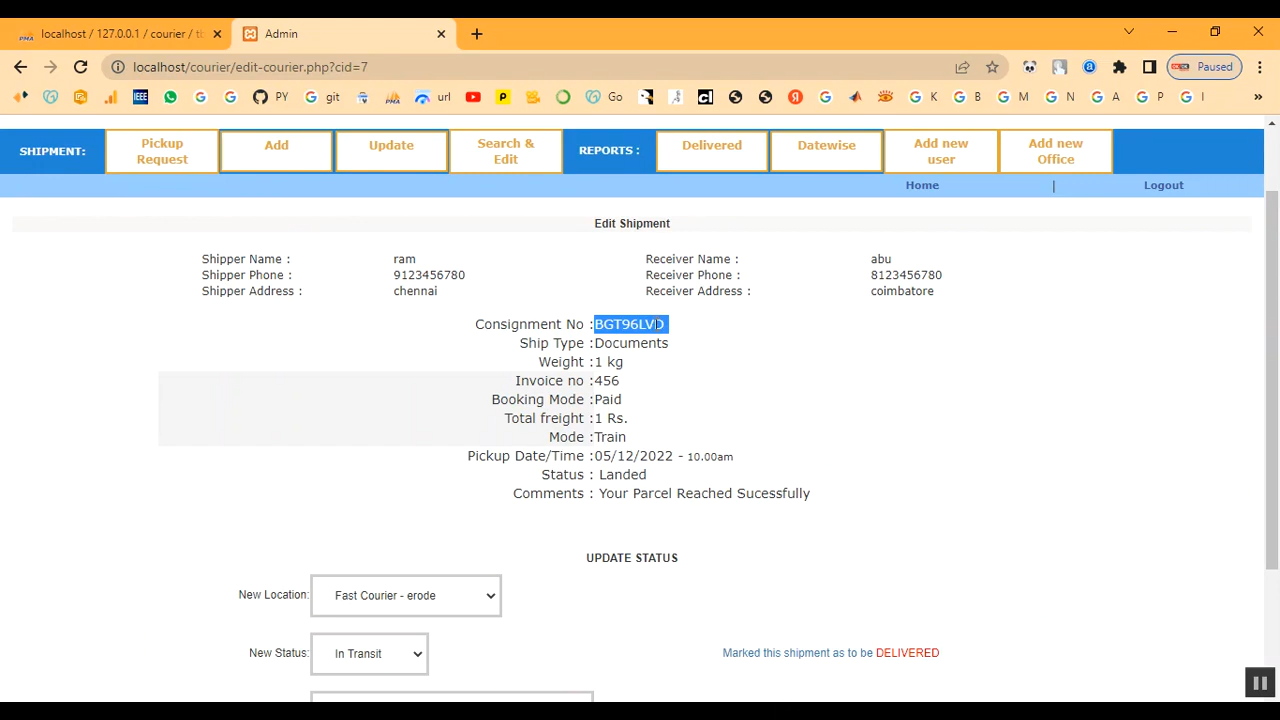 localhost / 127.0.0.1 / courier / tb
Admin
localhost/courier/edit-courier.php?cid=7
Paused
IEEE
PY
git
PMA
url
Go
K
B
M
N
A
P
I
SHIPMENT:
Pickup Request
Add
Update
Search & Edit
REPORTS :
Delivered
Datewise
Add new user
Add new Office
Home
|
Logout
Edit Shipment
Shipper Name : ram
Receiver Name : abu
Shipper Phone : 9123456780
Receiver Phone : 8123456780
Shipper Address : chennai
Receiver Address : coimbatore
Consignment No :BGT96LVD
Ship Type :Documents
Weight :1 kg
Invoice no :456
Booking Mode :Paid
Total freight :1 Rs.
Mode :Train
Pickup Date/Time :05/12/2022 - 10.00am
Status : Landed
Comments : Your Parcel Reached Sucessfully
UPDATE STATUS
New Location: Fast Courier - erode
New Status: In Transit
Marked this shipment as to be DELIVERED